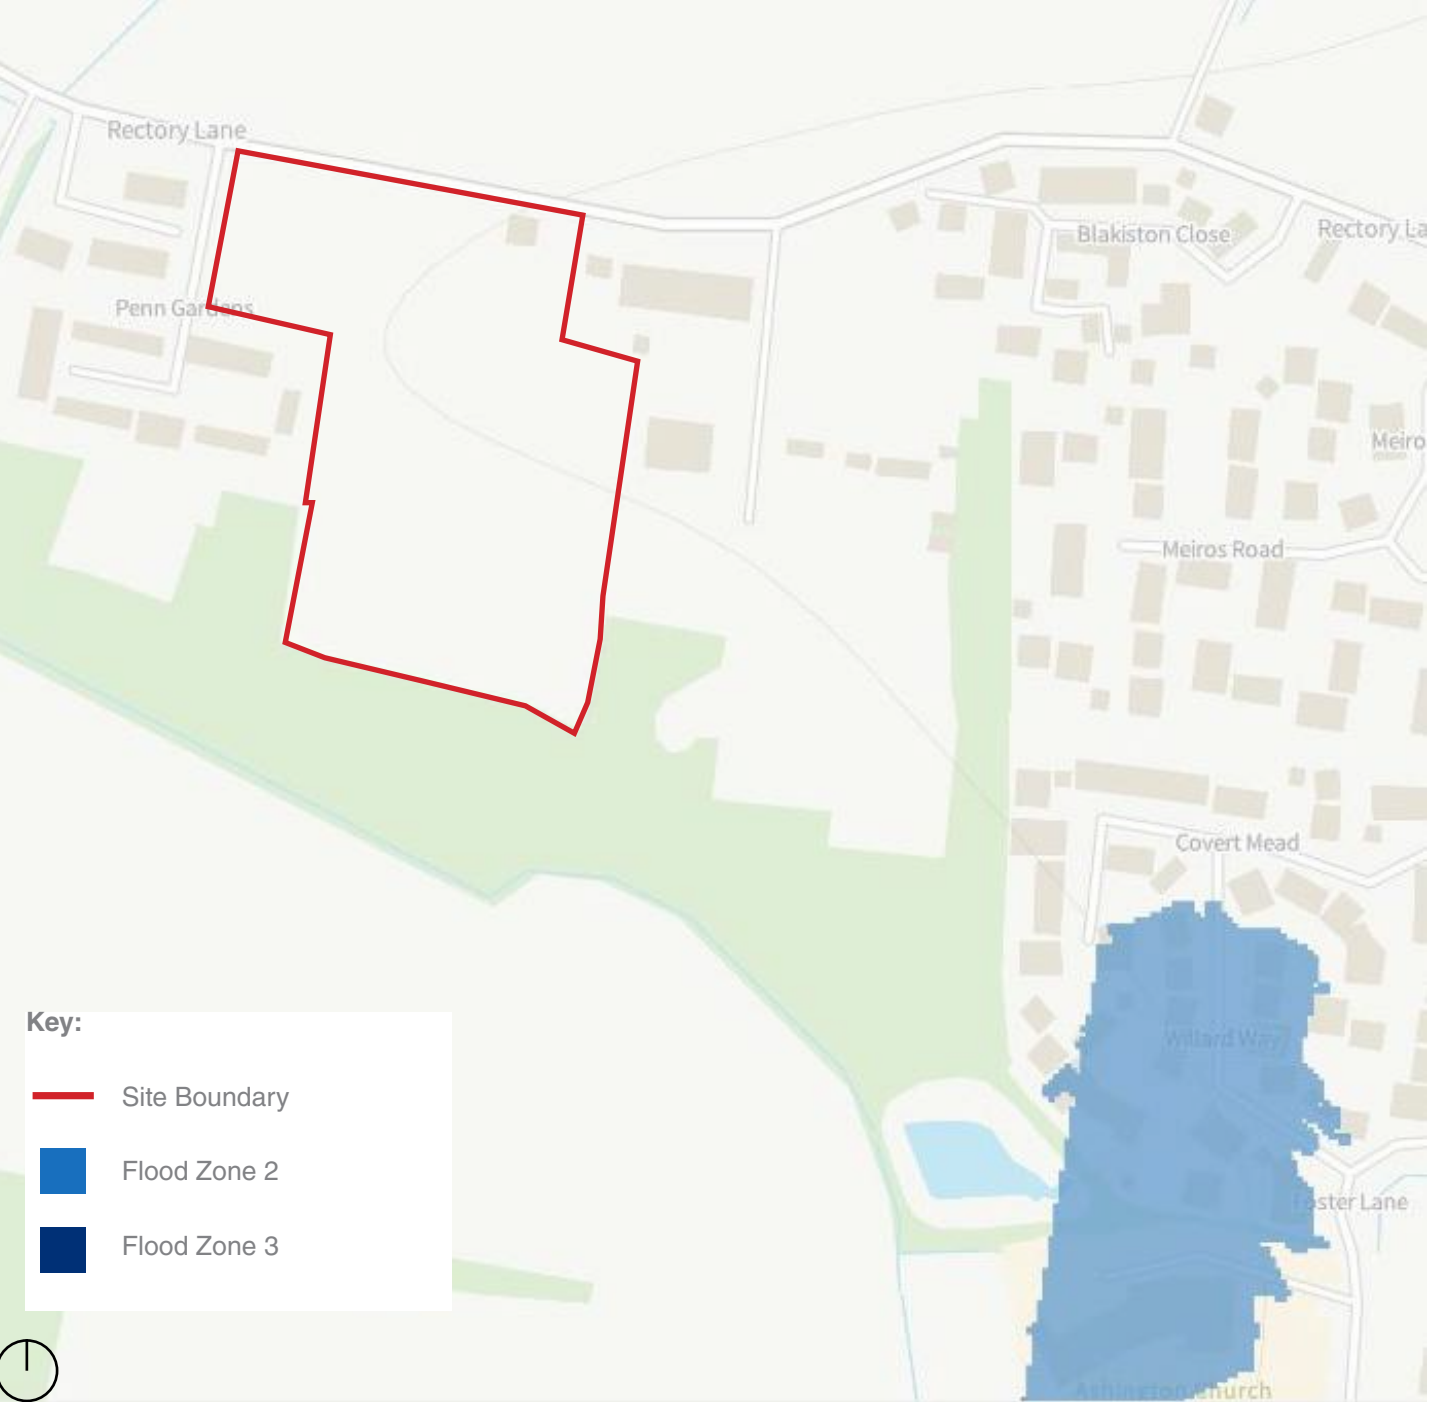 Rectory Lane
Blakiston Close
Rectory La
Penn Gardens
Meiro
Meiros Road
Covert Mead
Willard Way
Foster Lane
Ashington Church
Key:
Site Boundary
Flood Zone 2
Flood Zone 3